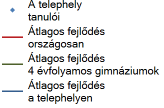 A telephely
tanulói
Átlagos fejlődés
országosan
Átlagos fejlődés
4 évfolyamos gimnáziumok
Átlagos fejlődés
a telephelyen